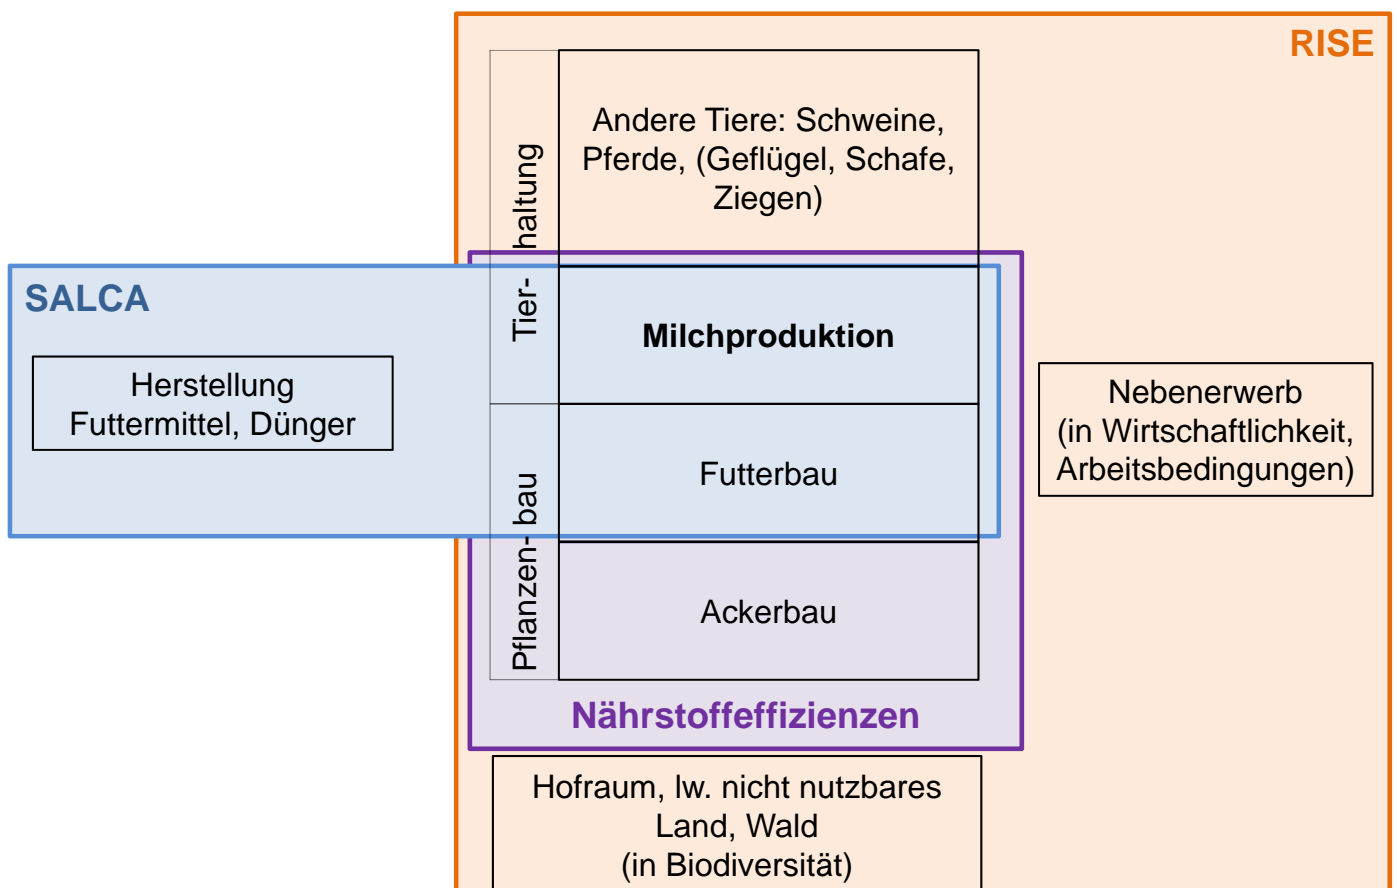 RISE
Andere Tiere: Schweine,
Pferde, (Geflügel, Schafe,
Ziegen)
Tier- haltung
SALCA
Milchproduktion
Herstellung
Futtermittel, Dünger
Nebenerwerb
(in Wirtschaftlichkeit,
Arbeitsbedingungen)
Futterbau
Pflanzen- bau
Ackerbau
Nährstoffeffizienzen
Hofraum, lw. nicht nutzbares
Land, Wald
(in Biodiversität)